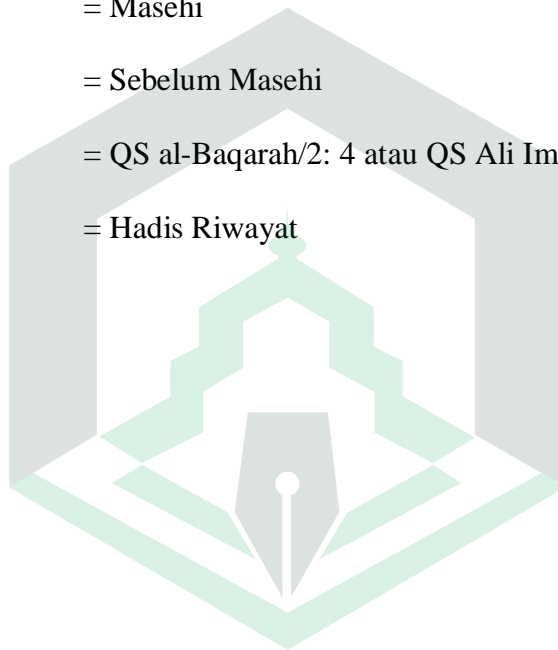 = Masehi
= Sebelum Masehi
= QS al-Baqarah/2: 4 atau QS Ali Im
= Hadis Riwayat